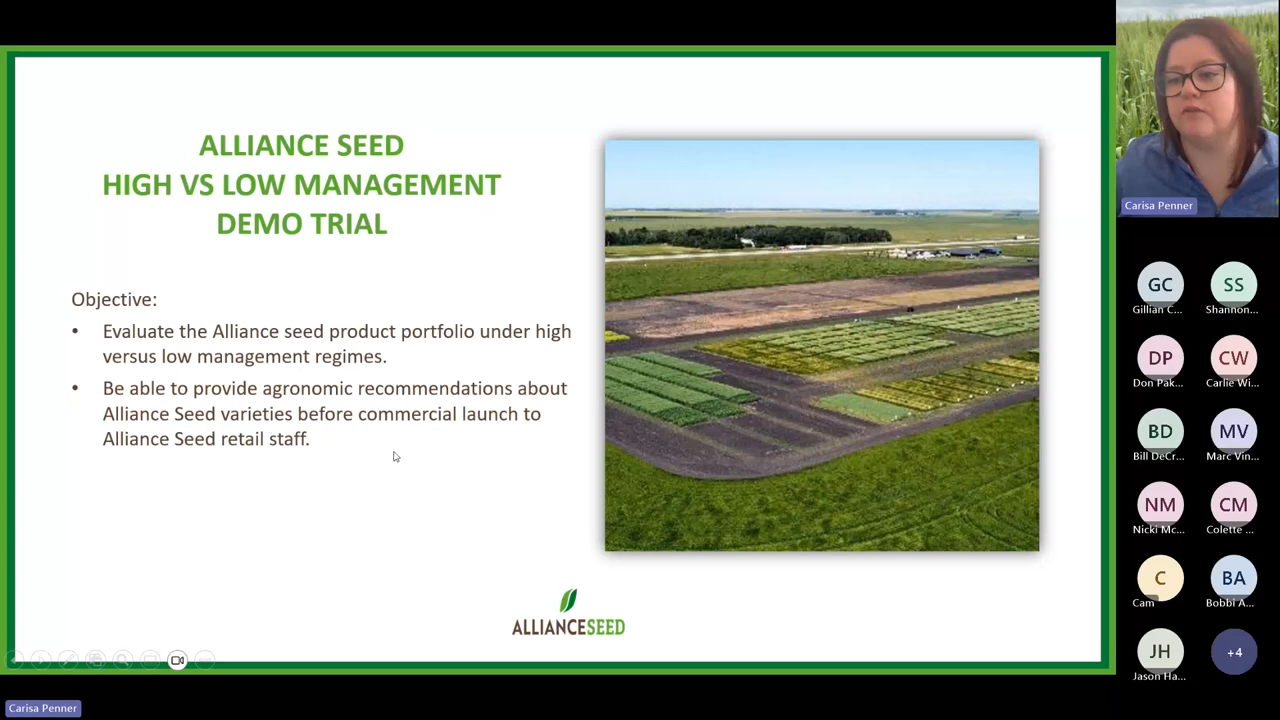 ALLIANCE SEED
HIGH VS LOW MANAGEMENT
DEMO TRIAL
Objective:
• Evaluate the Alliance seed product portfolio under high
versus low management regimes.
• Be able to provide agronomic recommendations about
Alliance Seed varieties before commercial launch to
Alliance Seed retail staff.
ALLIANCESEED
Carisa Penner
Carisa Penner
GC
SS
Gillian C...
Shannon...
DP
CW
Don Pak...
Carlie Wi...
BD
MV
Bill DeCr...
Marc Vin...
NM
CM
Nicki Mc...
Colette ...
C
BA
Cam
Bobbi A...
JH
+4
Jason Ha...